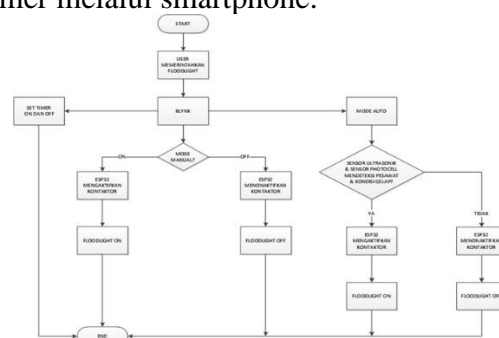 melalui smartphone.
START
USER
MEMERINTAHKAN
FLOODLIGHT
SET TIMER
ON DAN OFF
BLYNK
MODE AUTO
MODE
MANUAL?
ON
OFF
SENSOR ULTRASONIK
& SENSOR PHOTOCELL
MENDETEKSI PESAWAT
& KONDISI GELAP?
ESP32
MENGAKTIFKAN
KONTAKTOR
ESP32
MENONAKTIFKAN
KONTAKTOR
YA
TIDAK
ESP32
MENGAKTIFKAN
KONTAKTOR
ESP32
MENONAKTIFKAN
KONTAKTOR
FLOODLIGHT ON
FLOODLIGHT OFF
FLOODLIGHT ON
FLOODLIGHT OFF
END